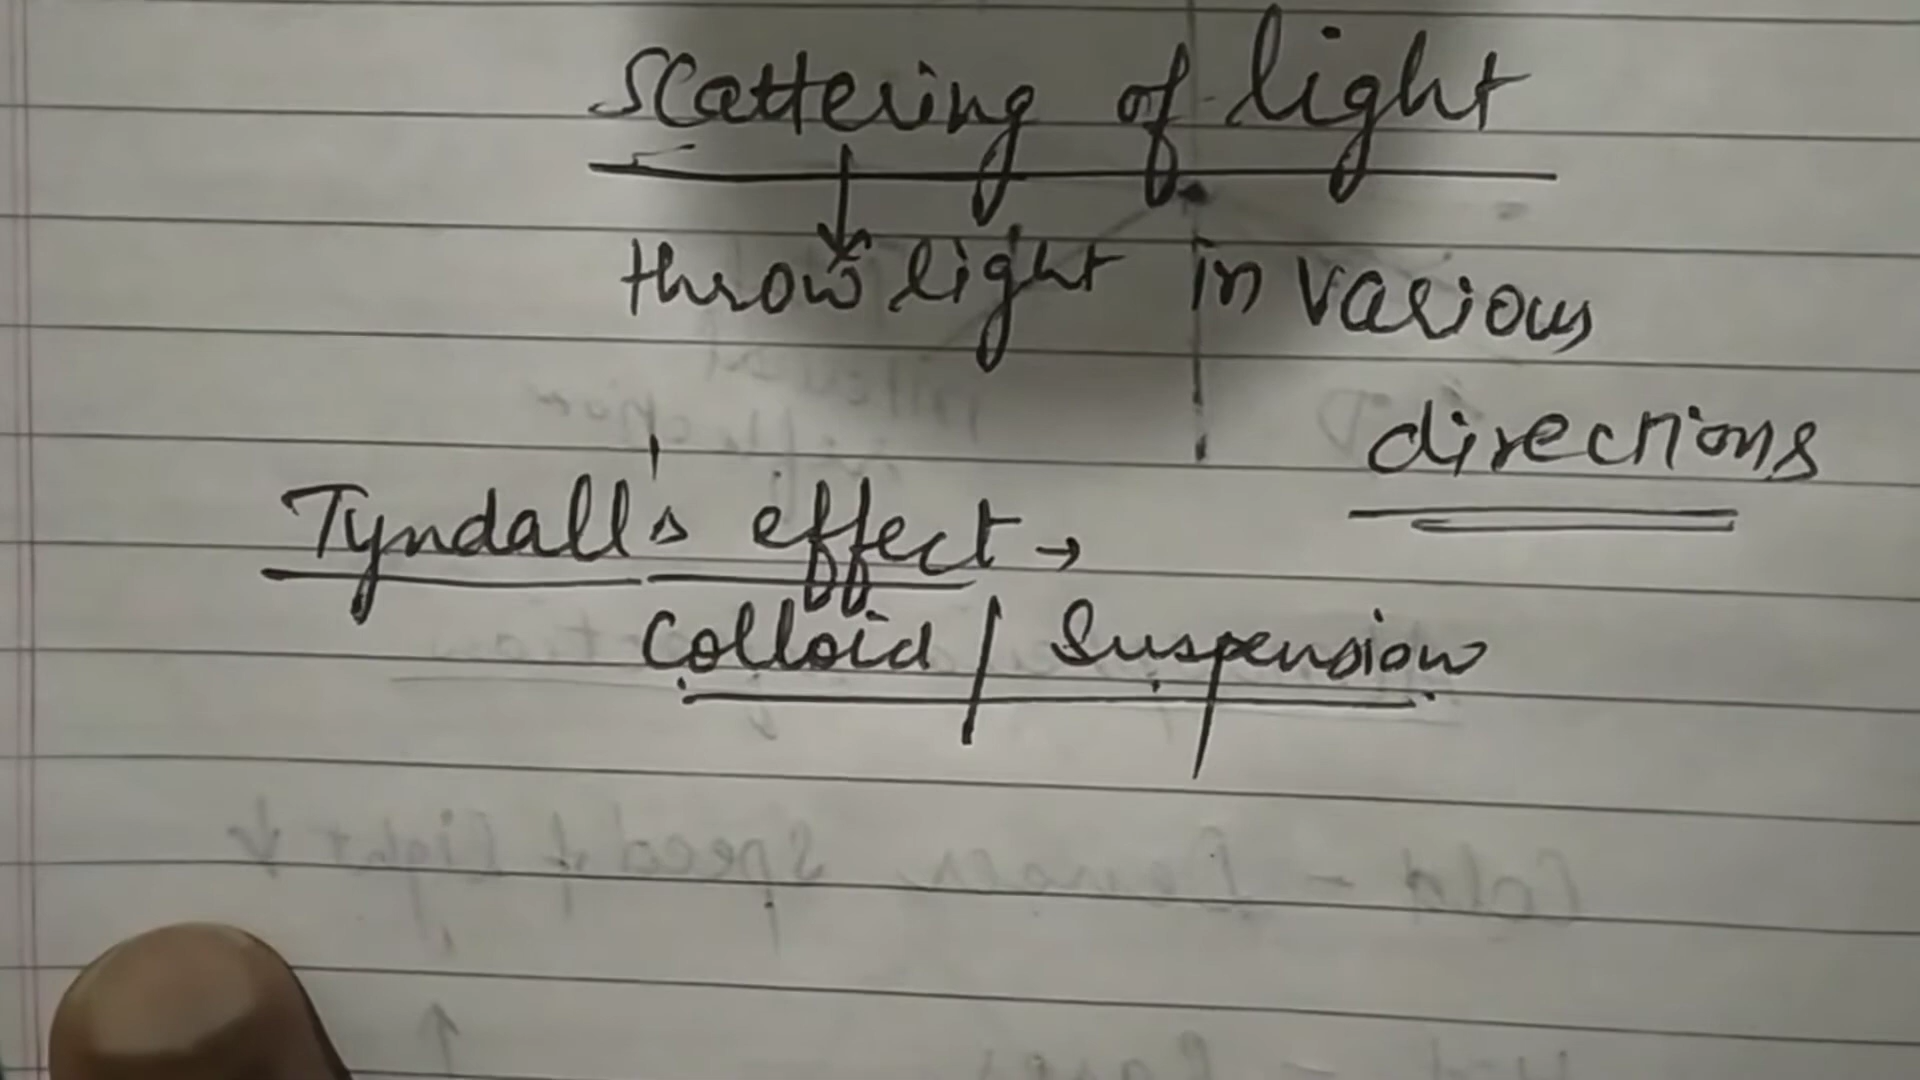 Scattering of light
throw light in various
directions
Tyndall's effect →
Colloid / Suspension